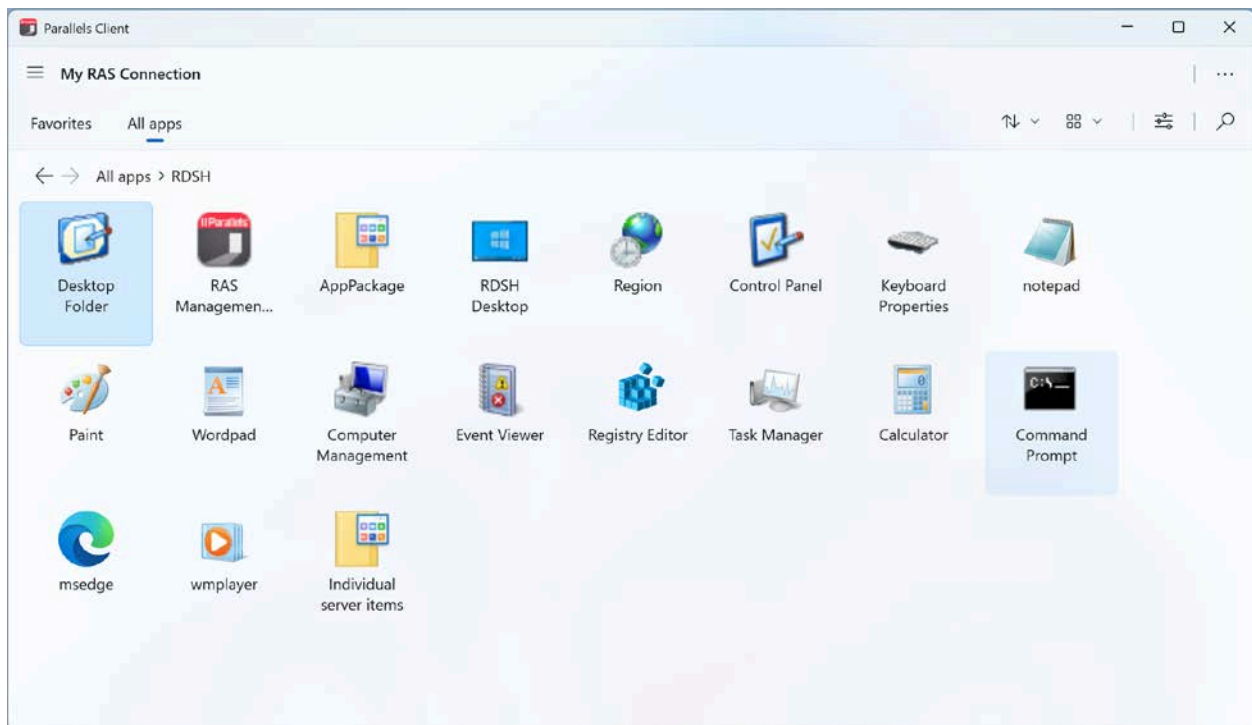 Parallels Client
My RAS Connection
Favorites All apps
All apps > RDSH
Parallels
Desktop
Folder
RAS
Managemen...
AppPackage
RDSH
Desktop
Region
Control Panel
Keyboard
Properties
notepad
A
0
C:\_
Paint
Wordpad
Computer
Management
Event Viewer
Registry Editor
Task Manager
Calculator
Command
Prompt
msedge
wmplayer
Individual
server items